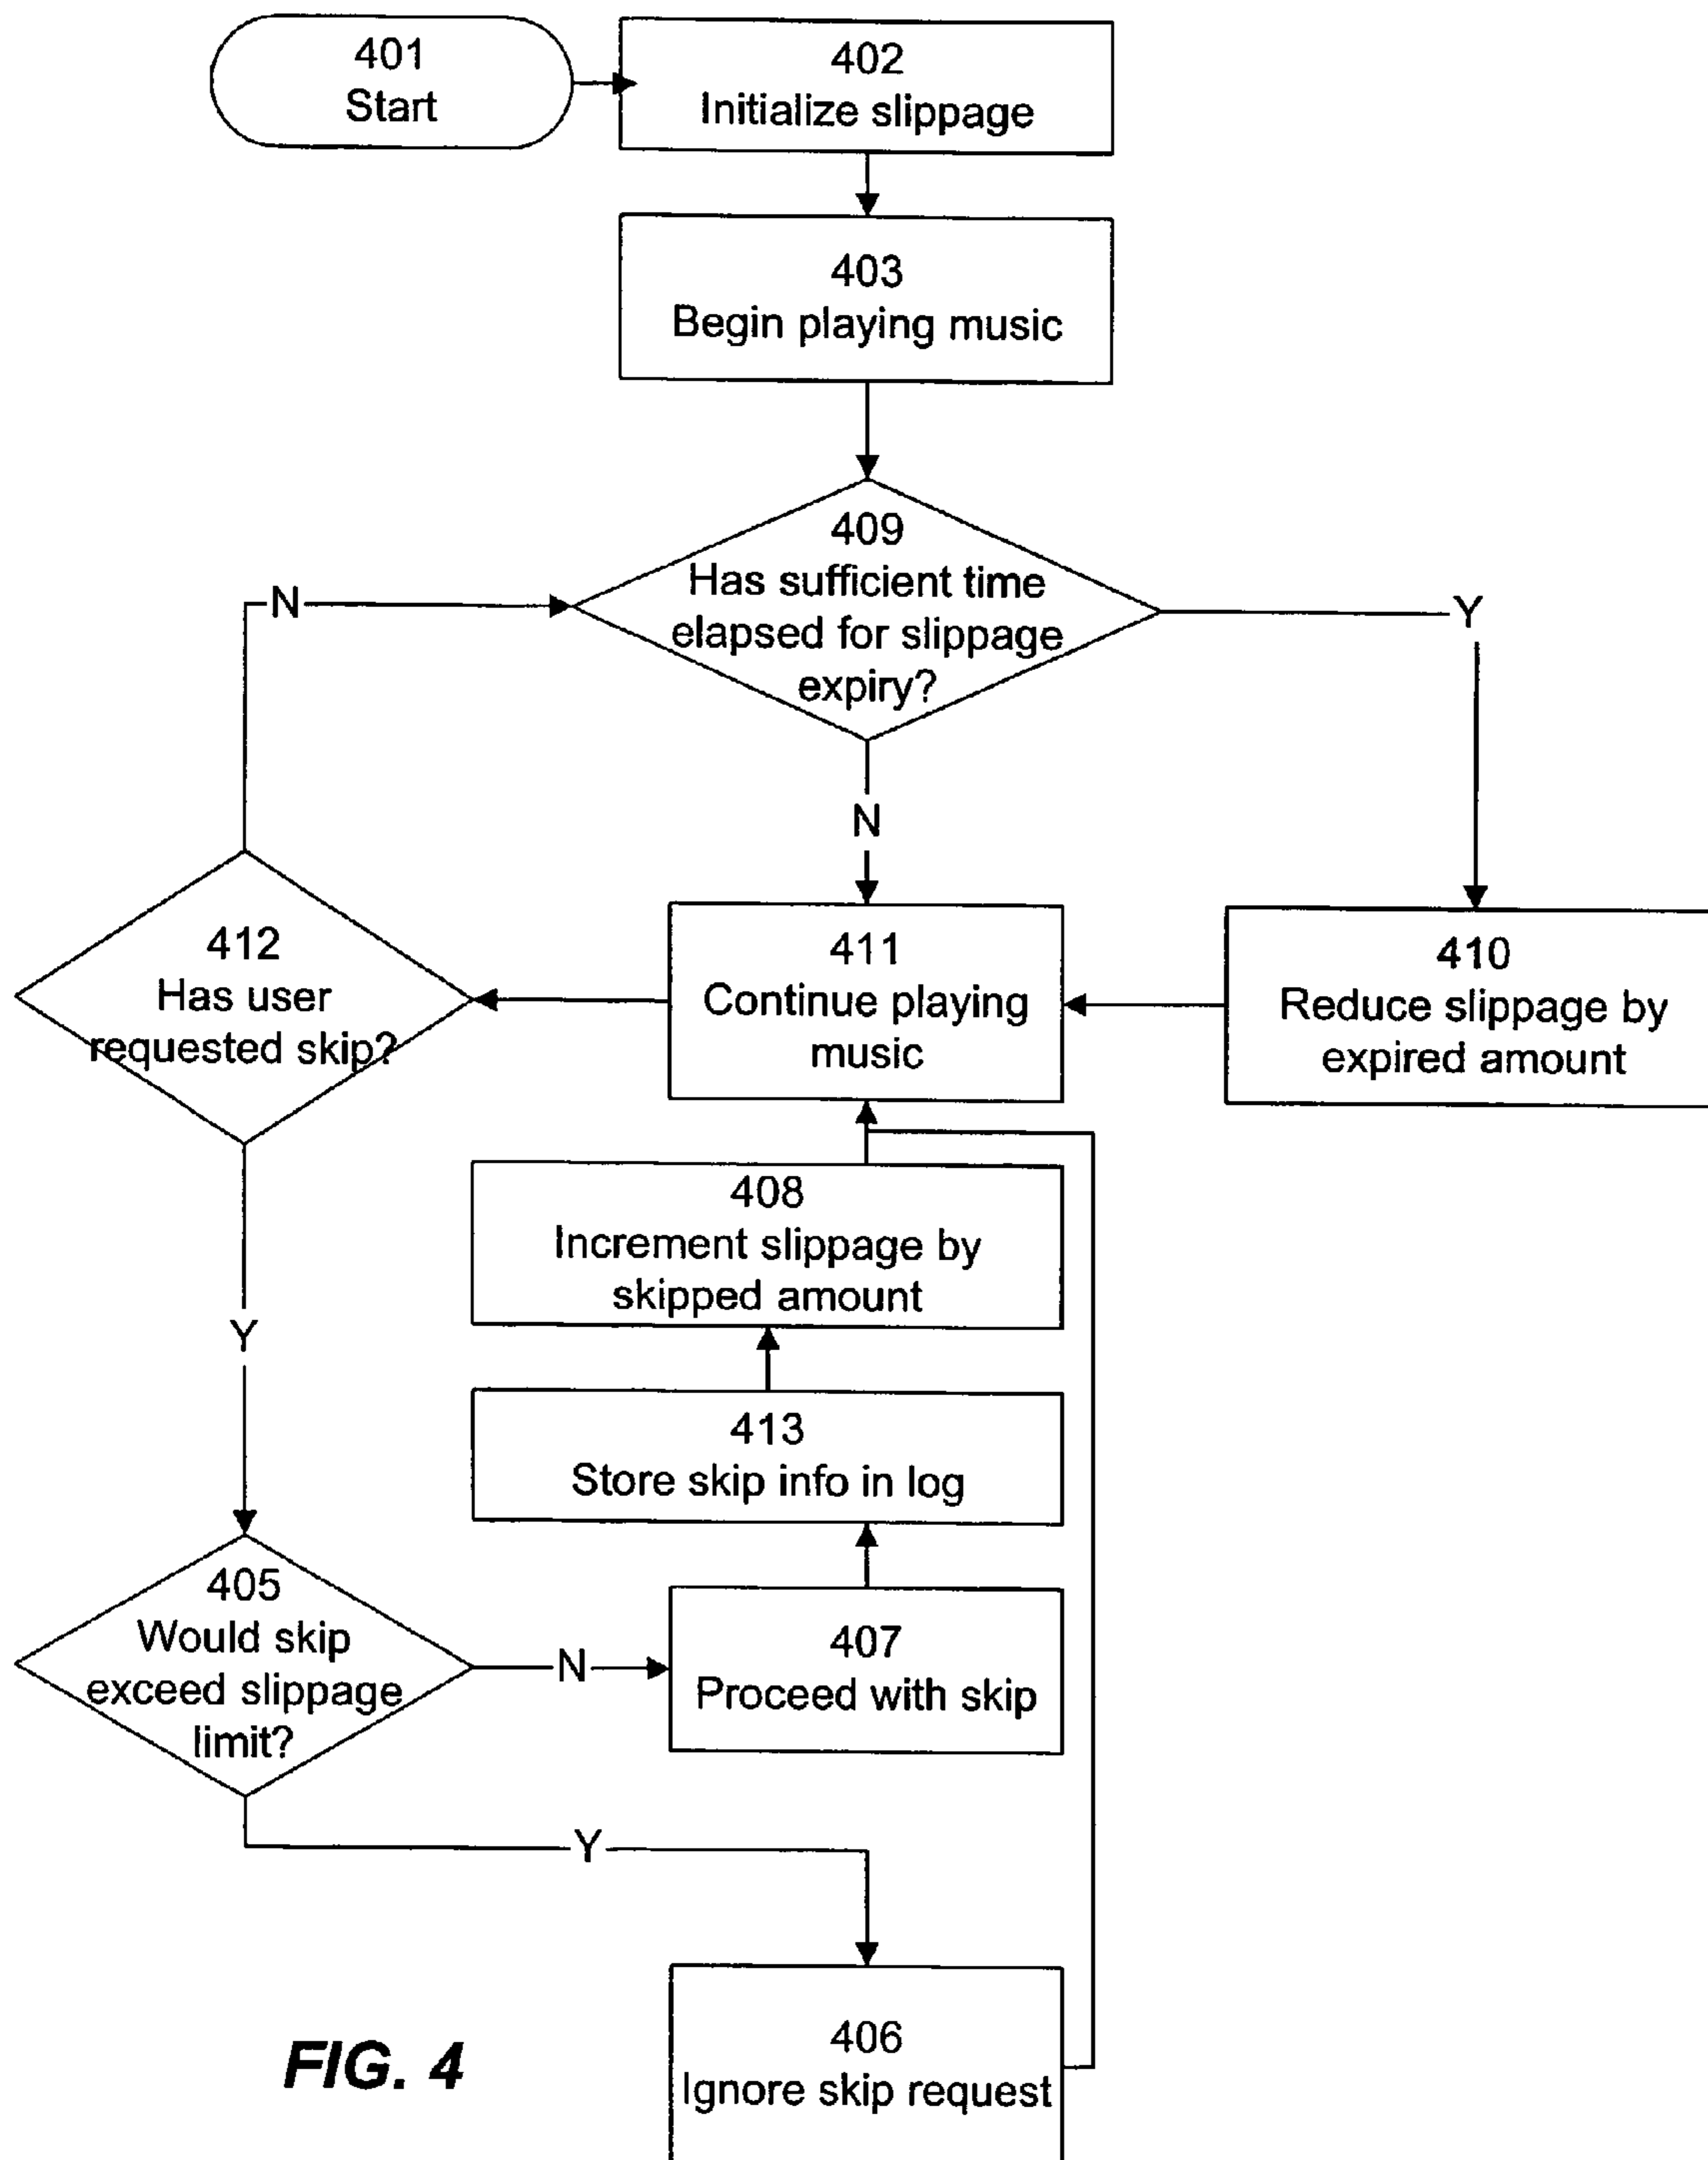 401
Start
402
Initialize slippage
403
Begin playing music
409
Has sufficient time
elapsed for slippage
expiry?
N
Y
N
412
Has user
requested skip?
411
Continue playing
music
410
Reduce slippage by
expired amount
408
Increment slippage by
skipped amount
Y
413
Store skip info in log
405
Would skip
exceed slippage
limit?
N
407
Proceed with skip
Y
406
Ignore skip request
FIG. 4